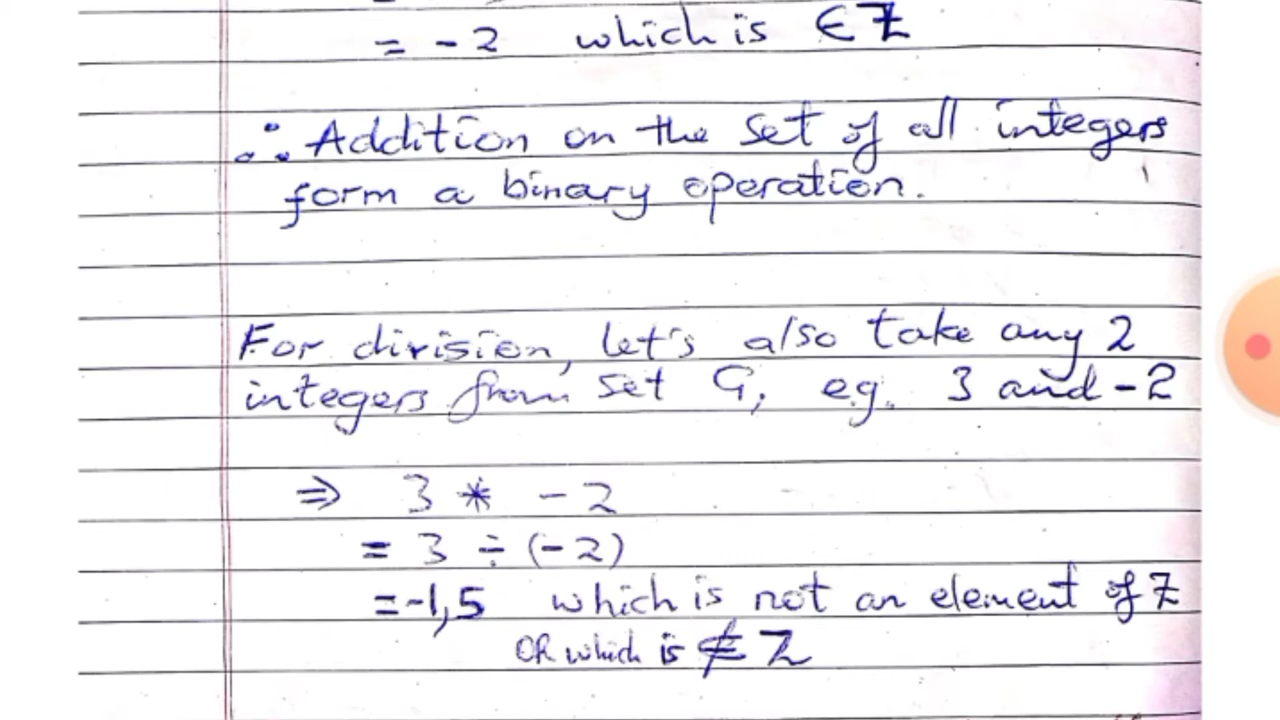 = -2 which is ∈ Z
∴ Addition on the set of all integers
form a binary operation.
For division, let's also take any 2
integers from set G, e.g. 3 and -2
⇒ 3 * -2
= 3 ÷ (-2)
= -1,5 which is not an element of Z
OR which is ∉ Z